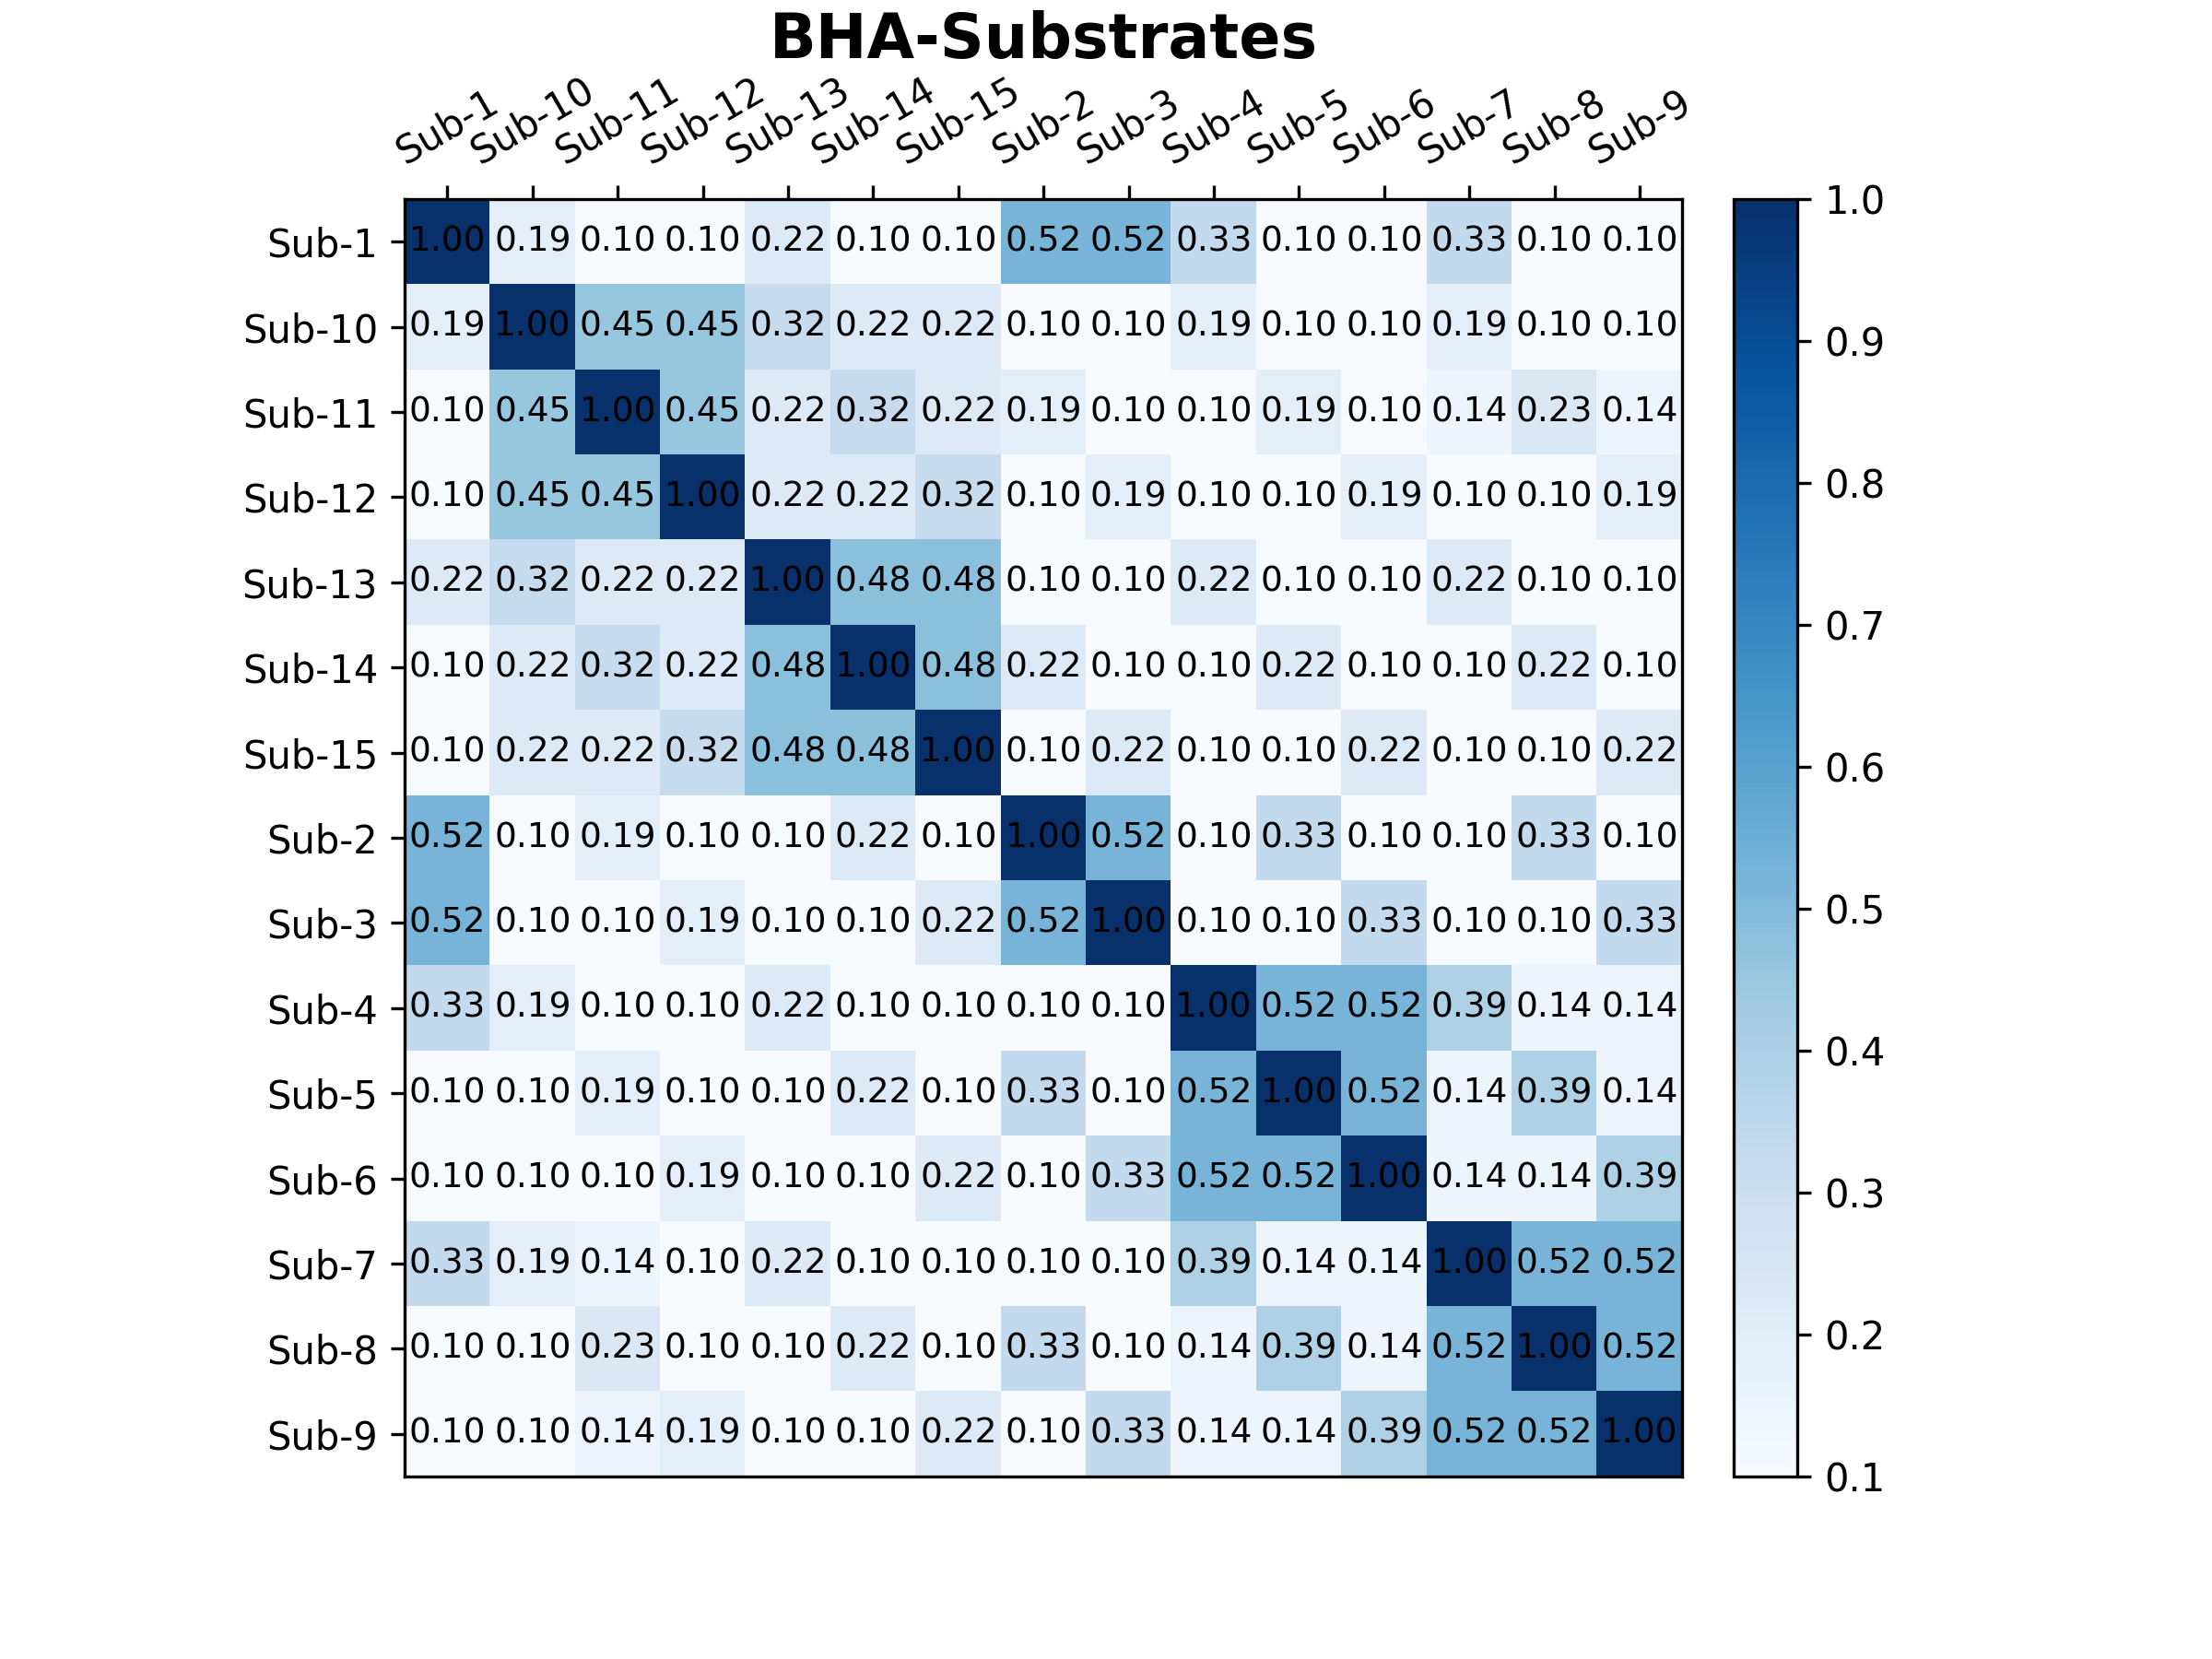 BHA-Substrates
Sub-1 Sub-10 Sub-11 Sub-12 Sub-13 Sub-14 Sub-15 Sub-2 Sub-3 Sub-4 Sub-5 Sub-6 Sub-7 Sub-8 Sub-9
Sub-1 1.00 0.19 0.10 0.10 0.22 0.10 0.10 0.52 0.52 0.33 0.10 0.10 0.33 0.10 0.10
Sub-10 0.19 1.00 0.45 0.45 0.32 0.22 0.22 0.10 0.10 0.19 0.10 0.10 0.19 0.10 0.10
Sub-11 0.10 0.45 1.00 0.45 0.22 0.32 0.22 0.19 0.10 0.10 0.19 0.10 0.14 0.23 0.14
Sub-12 0.10 0.45 0.45 1.00 0.22 0.22 0.32 0.10 0.19 0.10 0.10 0.19 0.10 0.10 0.19
Sub-13 0.22 0.32 0.22 0.22 1.00 0.48 0.48 0.10 0.10 0.22 0.10 0.10 0.22 0.10 0.10
Sub-14 0.10 0.22 0.32 0.22 0.48 1.00 0.48 0.22 0.10 0.10 0.22 0.10 0.10 0.22 0.10
Sub-15 0.10 0.22 0.22 0.32 0.48 0.48 1.00 0.10 0.22 0.10 0.10 0.22 0.10 0.10 0.22
Sub-2 0.52 0.10 0.19 0.10 0.10 0.22 0.10 1.00 0.52 0.10 0.33 0.10 0.10 0.33 0.10
Sub-3 0.52 0.10 0.10 0.19 0.10 0.10 0.22 0.52 1.00 0.10 0.10 0.33 0.10 0.10 0.33
Sub-4 0.33 0.19 0.10 0.10 0.22 0.10 0.10 0.10 0.10 1.00 0.52 0.52 0.39 0.14 0.14
Sub-5 0.10 0.10 0.19 0.10 0.10 0.22 0.10 0.33 0.10 0.52 1.00 0.52 0.14 0.39 0.14
Sub-6 0.10 0.10 0.10 0.19 0.10 0.10 0.22 0.10 0.33 0.52 0.52 1.00 0.14 0.14 0.39
Sub-7 0.33 0.19 0.14 0.10 0.22 0.10 0.10 0.10 0.10 0.39 0.14 0.14 1.00 0.52 0.52
Sub-8 0.10 0.10 0.23 0.10 0.10 0.22 0.10 0.33 0.10 0.14 0.39 0.14 0.52 1.00 0.52
Sub-9 0.10 0.10 0.14 0.19 0.10 0.10 0.22 0.10 0.33 0.14 0.14 0.39 0.52 0.52 1.00
1.0
0.9
0.8
0.7
0.6
0.5
0.4
0.3
0.2
0.1